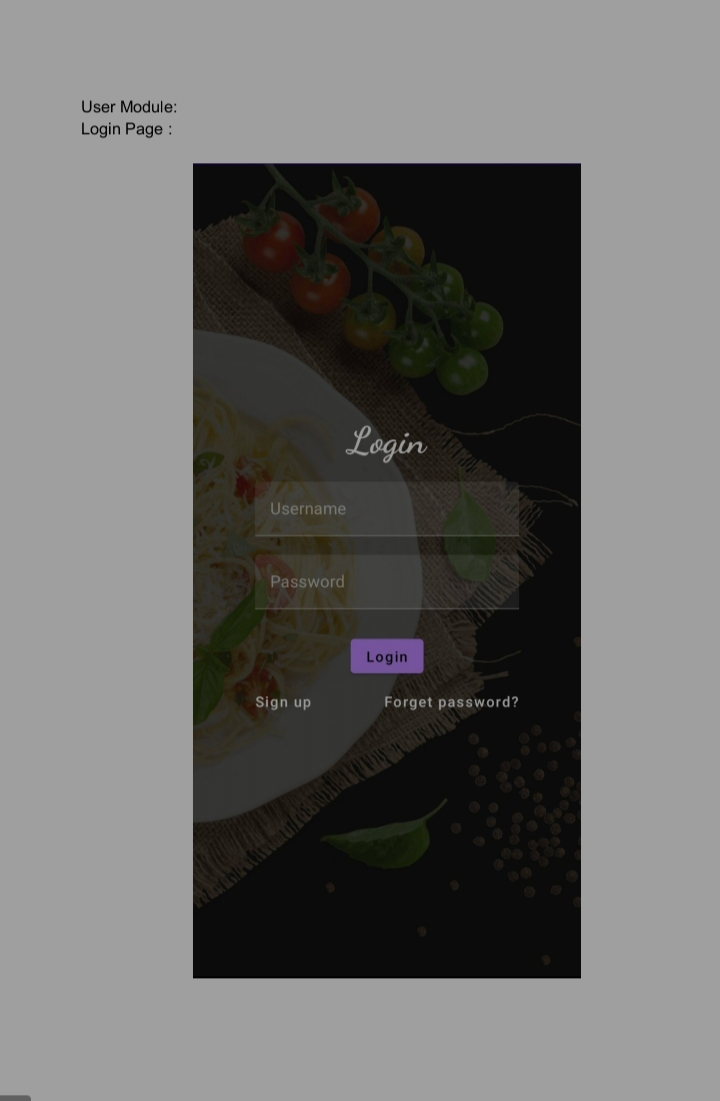 User Module:
Login Page :
Login
Username
Password
Login
Sign up Forget password?